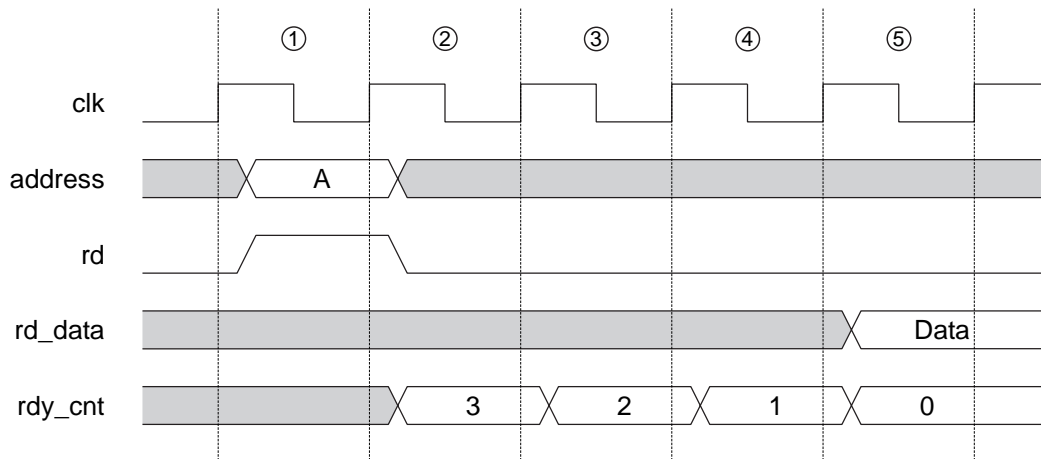 ① ② ③ ④ ⑤
clk
address A
rd
rd_data Data
rdy_cnt 3 2 1 0